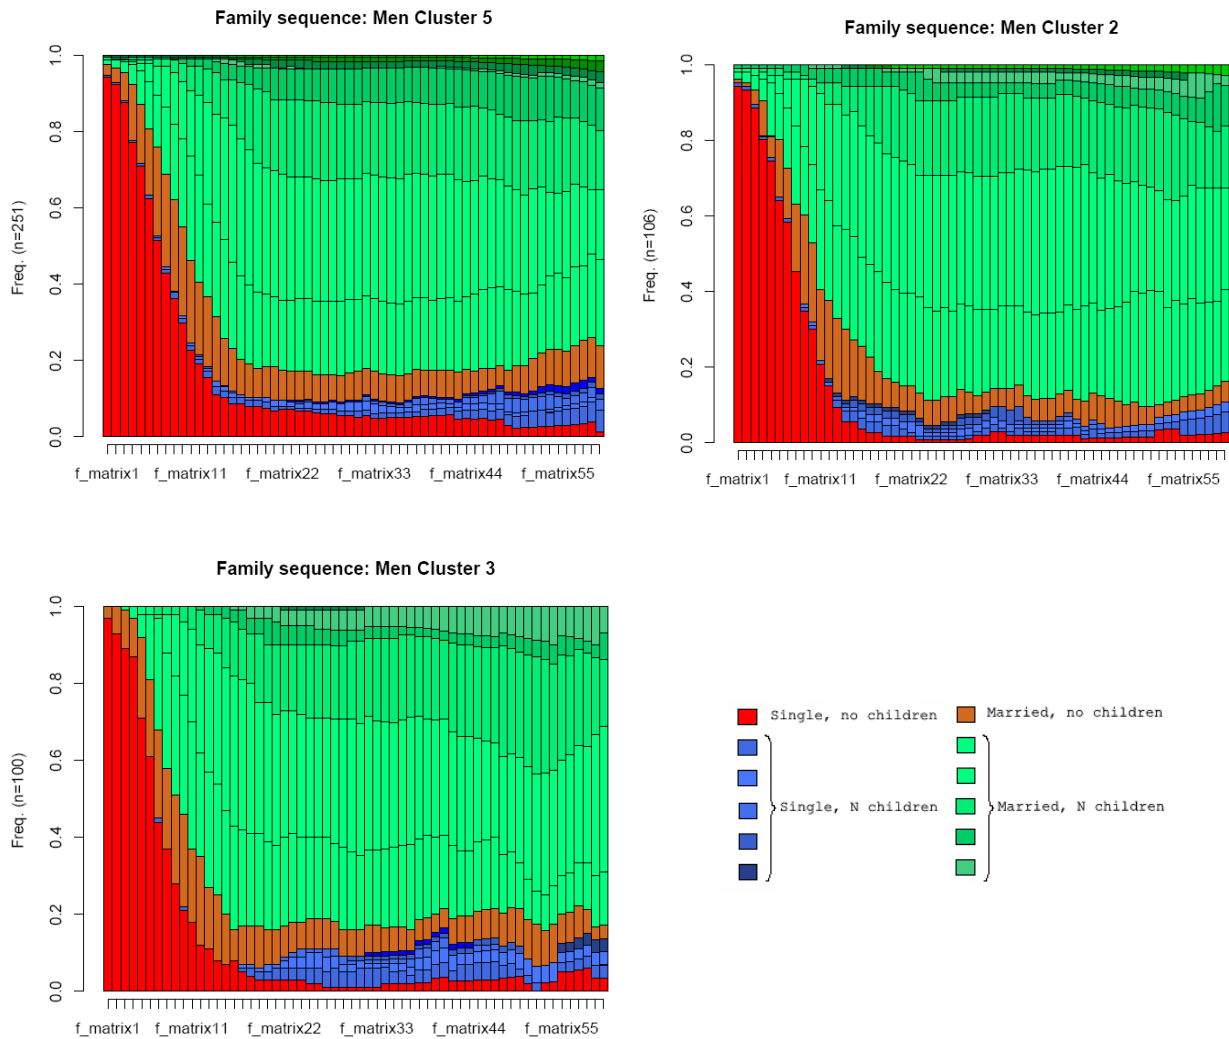 Family sequence: Men Cluster 5
Freq. (n=251)
1.0
0.8
0.6
0.4
0.2
0.0
f_matrix1 f_matrix11 f_matrix22 f_matrix33 f_matrix44 f_matrix55
Family sequence: Men Cluster 2
Freq. (n=106)
1.0
0.8
0.6
0.4
0.2
0.0
f_matrix1 f_matrix11 f_matrix22 f_matrix33 f_matrix44 f_matrix55
Family sequence: Men Cluster 3
Freq. (n=100)
1.0
0.8
0.6
0.4
0.2
0.0
f_matrix1 f_matrix11 f_matrix22 f_matrix33 f_matrix44 f_matrix55
Single, no children
Married, no children
Single, N children
Married, N children